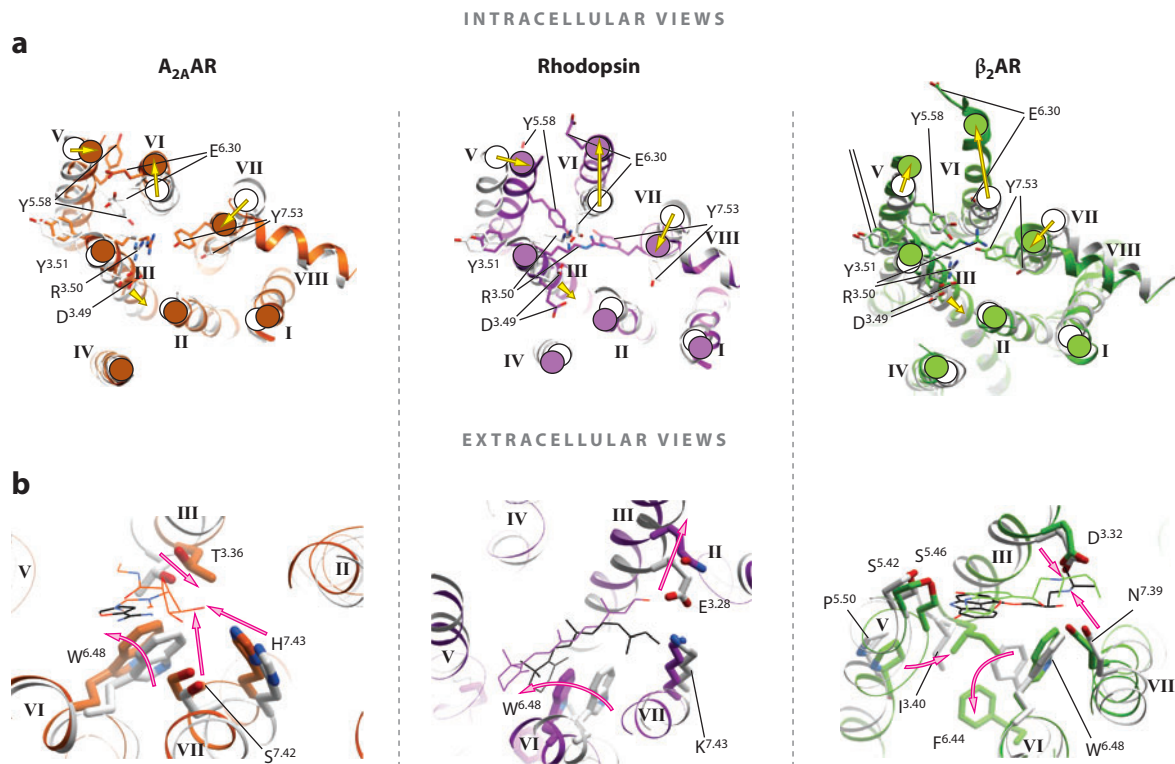 INTRACELLULAR VIEWS
a
A2AAR
Rhodopsin
β2AR
V
VI
E6.30
VII
Y5.58
Y7.53
Y3.51
III
R3.50
D3.49
VIII
II
I
IV
Y5.58
V
VI
E6.30
VII
Y7.53
VIII
Y3.51
III
R3.50
D3.49
IV
II
I
Y5.58
E6.30
V
VI
Y7.53
VII
VIII
Y3.51
III
R3.50
D3.49
II
I
IV
EXTRACELLULAR VIEWS
b
III
T3.36
V
II
W6.48
H7.43
VI
VII
S7.42
IV
III
II
E3.28
V
W6.48
VII
VI
K7.43
D3.32
III
S5.46
S5.42
P5.50
V
N7.39
VII
I3.40
F6.44
VI
W6.48